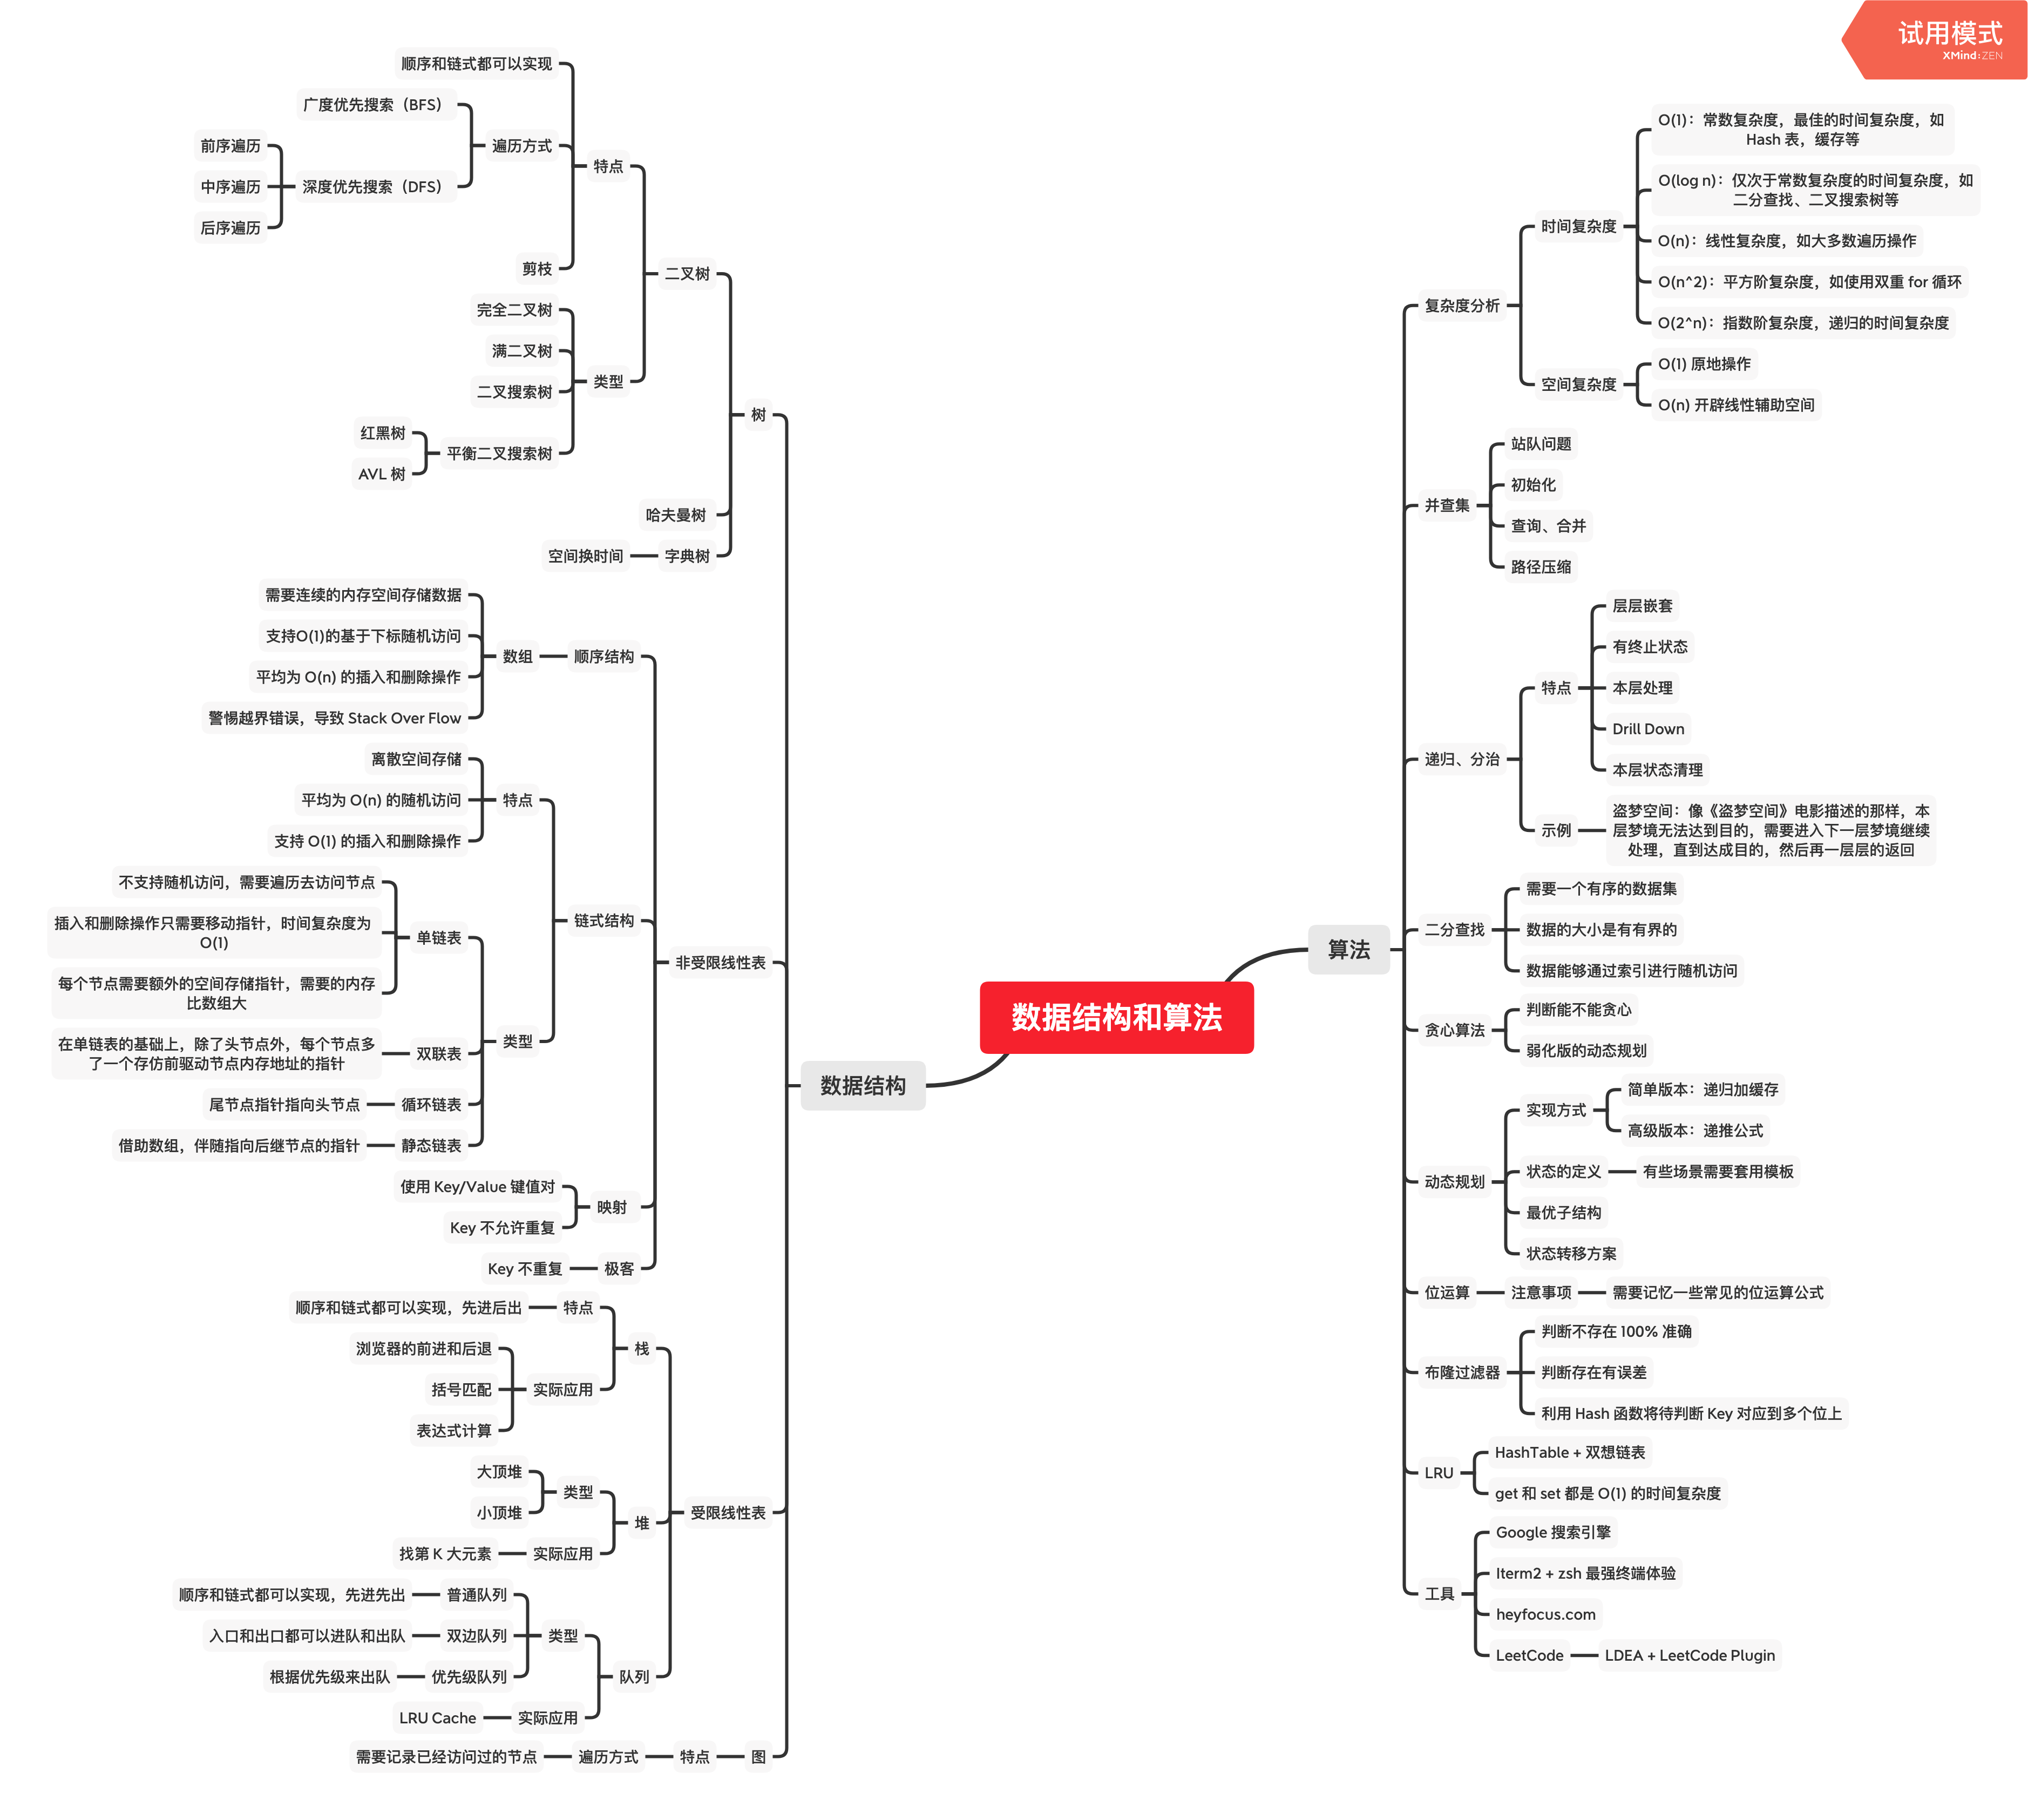 试用模式
XMind:ZEN
数据结构和算法
算法
复杂度分析
时间复杂度
O(1)：常数复杂度，最佳的时间复杂度，如
Hash 表，缓存等
O(log n)：仅次于常数复杂度的时间复杂度，如
二分查找、二叉搜索树等
O(n)：线性复杂度，如大多数遍历操作
O(n^2)：平方阶复杂度，如使用双重 for 循环
O(2^n)：指数阶复杂度，递归的时间复杂度
空间复杂度
O(1) 原地操作
O(n) 开辟线性辅助空间
并查集
站队问题
初始化
查询、合并
路径压缩
递归、分治
特点
层层嵌套
有终止状态
本层处理
Drill Down
本层状态清理
示例
盗梦空间：像《盗梦空间》电影描述的那样，本
层梦境无法达到目的，需要进入下一层梦境继续
处理，直到达成目的，然后再一层层的返回
二分查找
需要一个有序的数据集
数据的大小是有有界的
数据能够通过索引进行随机访问
贪心算法
判断能不能贪心
弱化版的动态规划
动态规划
实现方式
简单版本：递归加缓存
高级版本：递推公式
状态的定义
有些场景需要套用模板
最优子结构
状态转移方案
位运算
注意事项
需要记忆一些常见的位运算公式
布隆过滤器
判断不存在 100% 准确
判断存在有误差
利用 Hash 函数将待判断 Key 对应到多个位上
LRU
HashTable + 双想链表
get 和 set 都是 O(1) 的时间复杂度
工具
Google 搜索引擎
Iterm2 + zsh 最强终端体验
heyfocus.com
LeetCode
LDEA + LeetCode Plugin
数据结构
树
二叉树
特点
顺序和链式都可以实现
遍历方式
广度优先搜索（BFS）
深度优先搜索（DFS）
前序遍历
中序遍历
后序遍历
剪枝
类型
完全二叉树
满二叉树
二叉搜索树
平衡二叉搜索树
红黑树
AVL 树
哈夫曼树
字典树
空间换时间
非受限线性表
顺序结构
数组
需要连续的内存空间存储数据
支持O(1)的基于下标随机访问
平均为 O(n) 的插入和删除操作
警惕越界错误，导致 Stack Over Flow
链式结构
特点
离散空间存储
平均为 O(n) 的随机访问
支持 O(1) 的插入和删除操作
类型
单链表
不支持随机访问，需要遍历去访问节点
插入和删除操作只需要移动指针，时间复杂度为
O(1)
每个节点需要额外的空间存储指针，需要的内存
比数组大
双联表
在单链表的基础上，除了头节点外，每个节点多
了一个存仿前驱动节点内存地址的指针
循环链表
尾节点指针指向头节点
静态链表
借助数组，伴随指向后继节点的指针
映射
使用 Key/Value 键值对
Key 不允许重复
极客
Key 不重复
受限线性表
栈
特点
顺序和链式都可以实现，先进后出
实际应用
浏览器的前进和后退
括号匹配
表达式计算
堆
类型
大顶堆
小顶堆
实际应用
找第 K 大元素
队列
类型
普通队列
顺序和链式都可以实现，先进先出
双边队列
入口和出口都可以进队和出队
优先级队列
根据优先级来出队
实际应用
LRU Cache
图
特点
遍历方式
需要记录已经访问过的节点